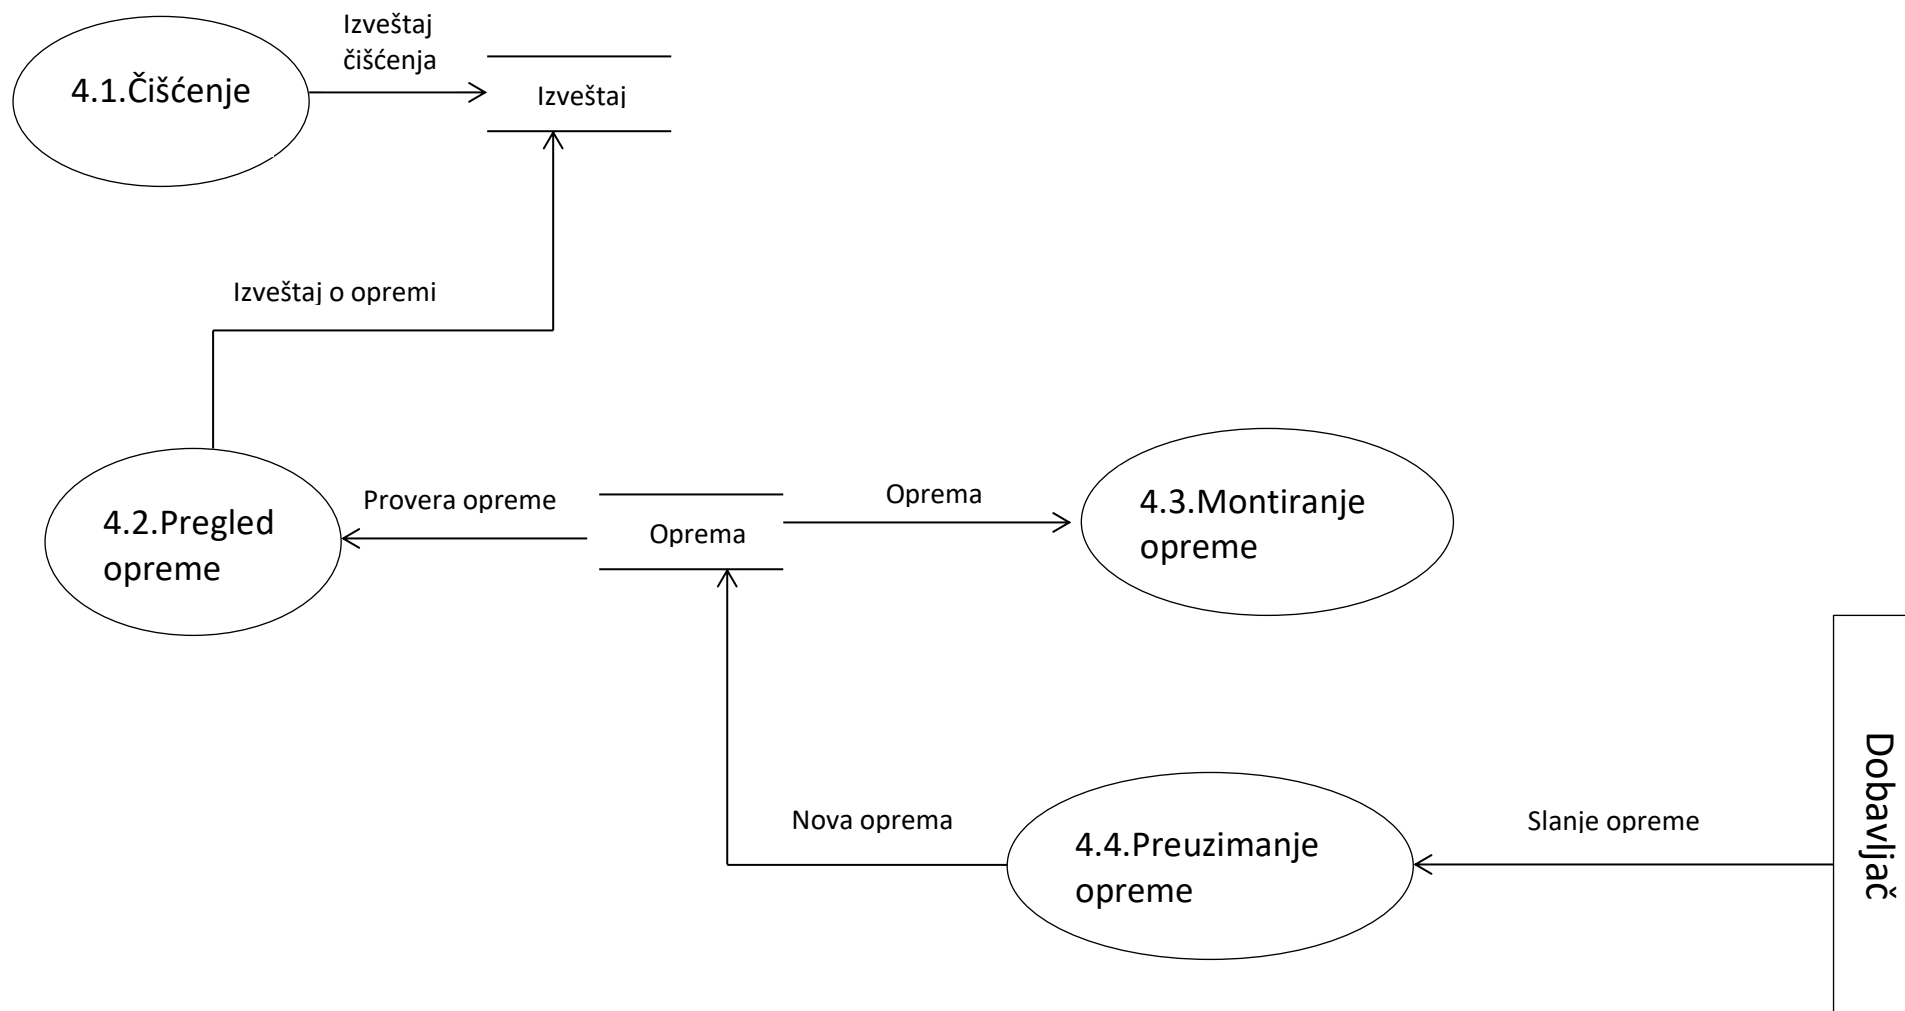 Izveštaj
čišćenja
4.1.Čišćenje
Izveštaj
Izveštaj o opremi
Provera opreme
Oprema
4.2.Pregled
opreme
Oprema
4.3.Montiranje
opreme
Nova oprema
4.4.Preuzimanje
opreme
Slanje opreme
Dobavljač